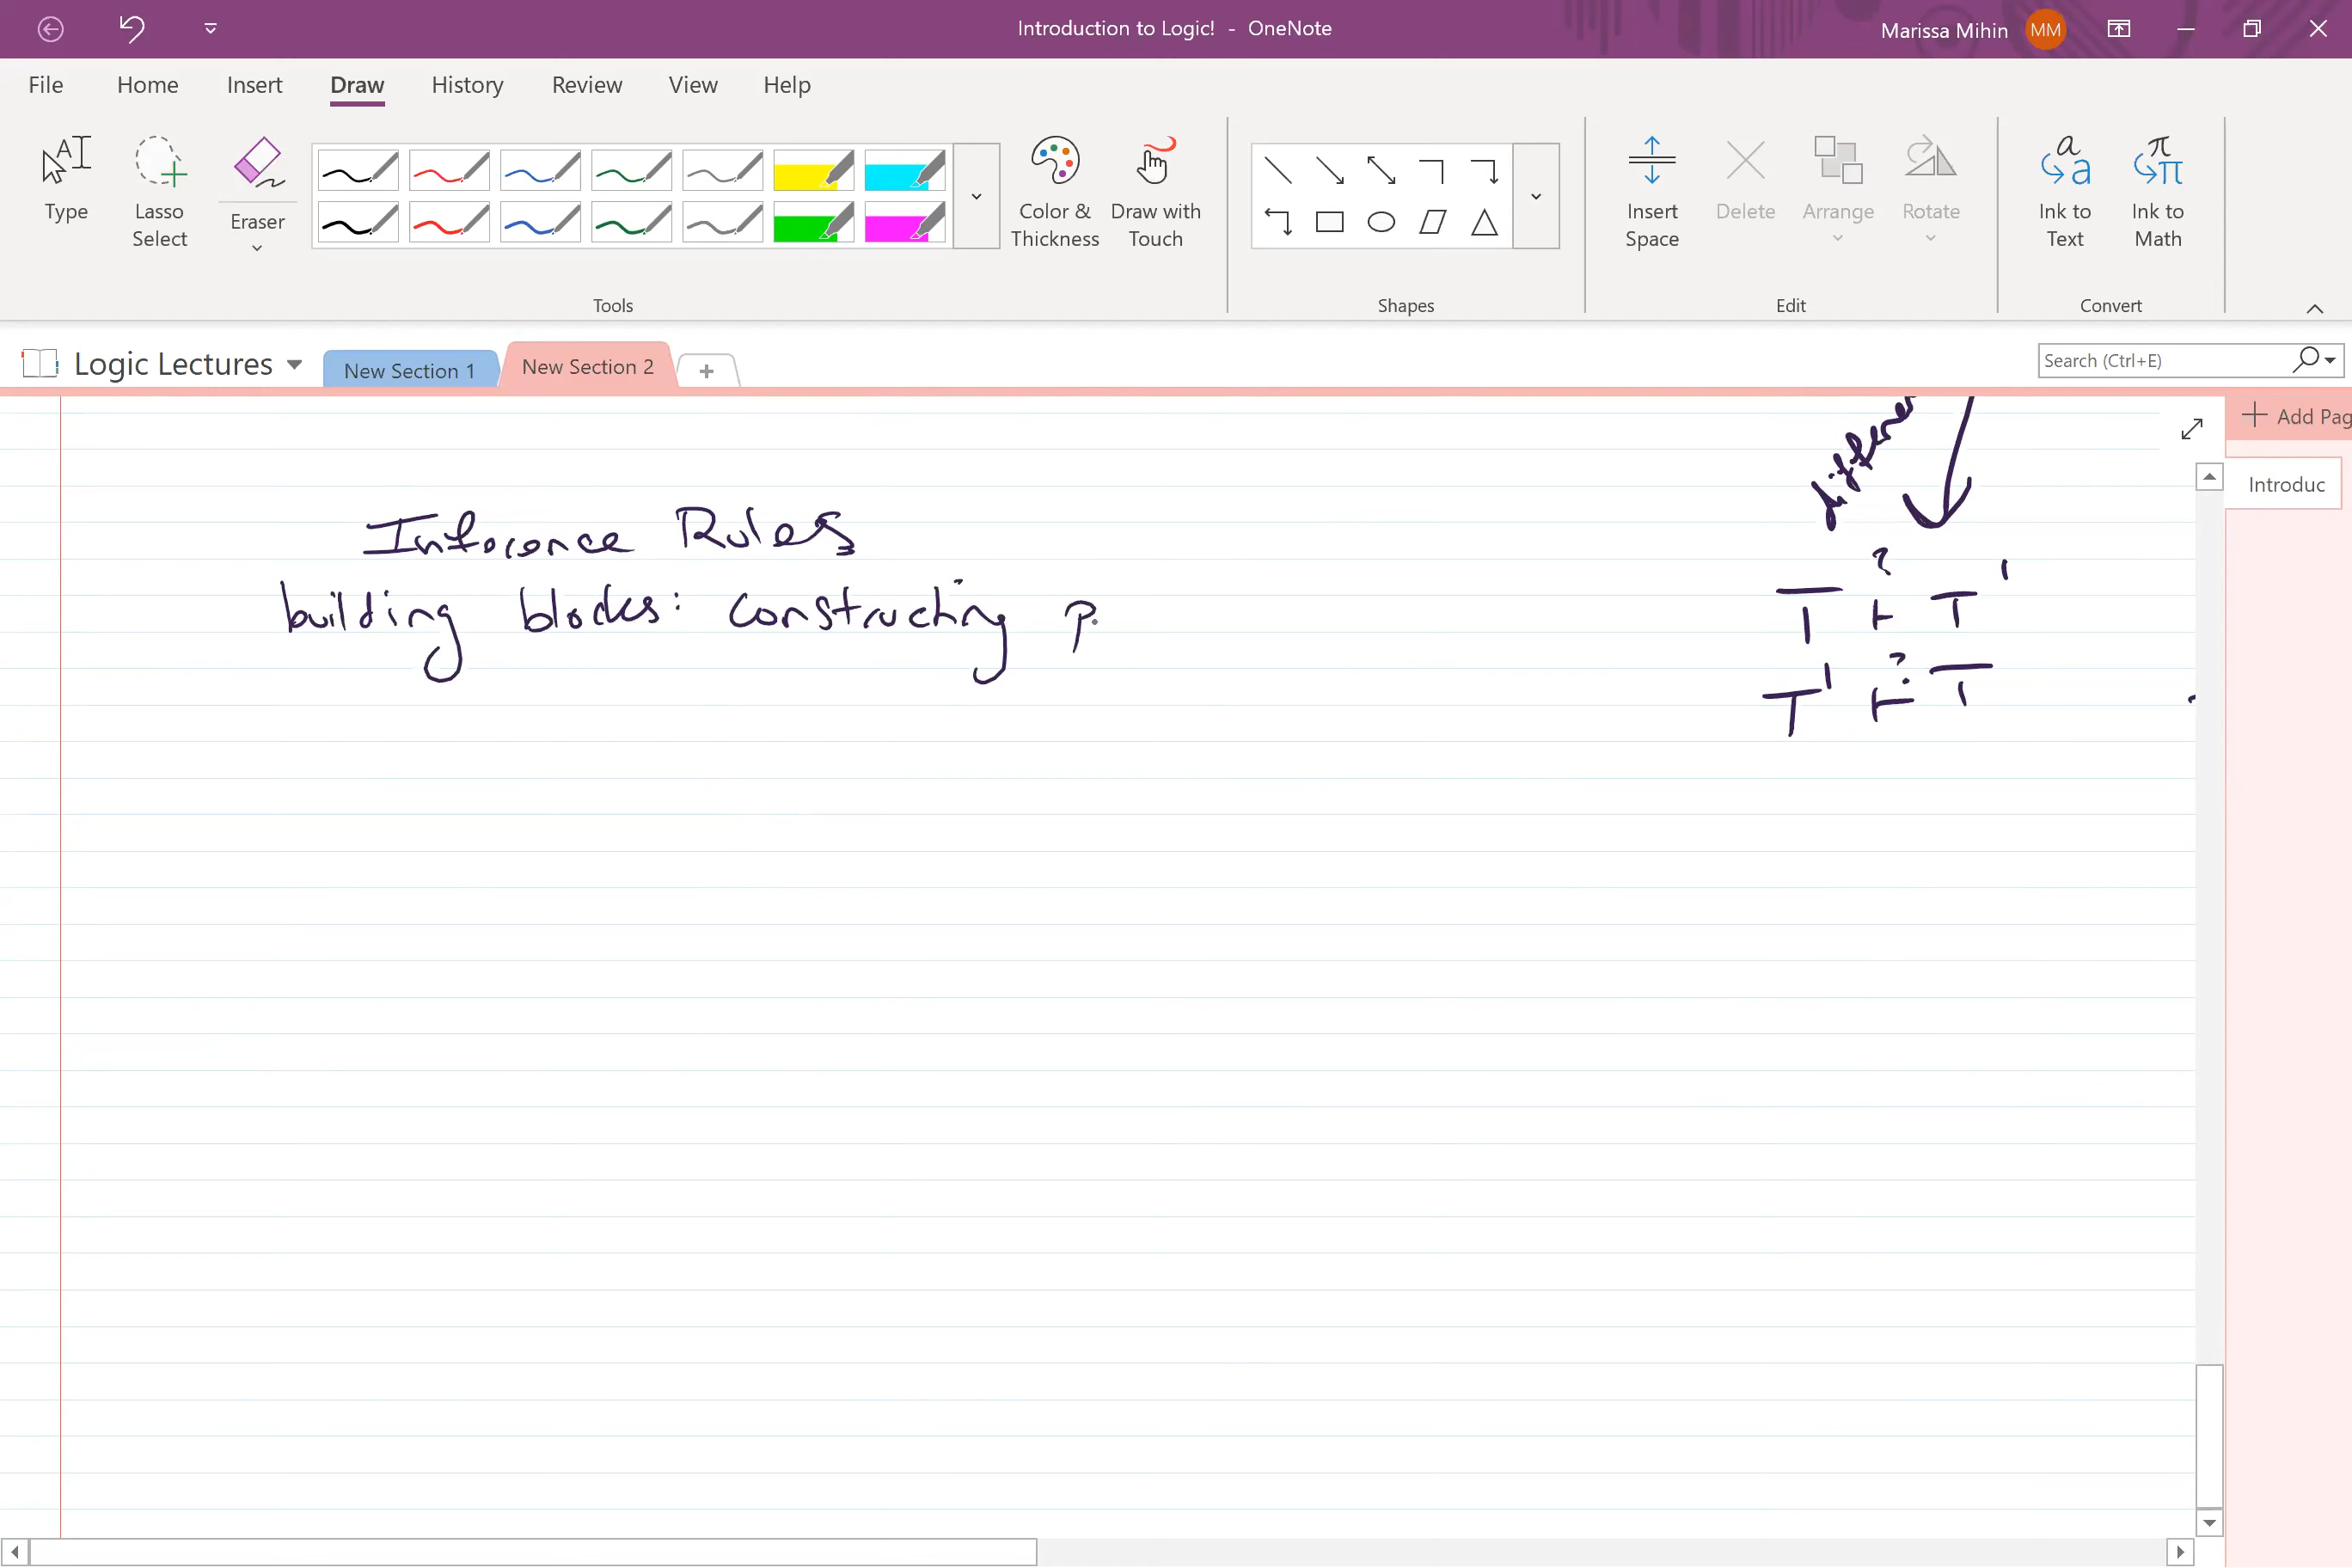 Introduction to Logic! - OneNote
Marissa Mihin MM
File Home Insert Draw History Review View Help
Type
Lasso Select
Eraser
Color & Thickness
Draw with Touch
Tools
Shapes
Insert Space
Delete
Arrange
Rotate
Edit
Ink to Text
Ink to Math
Convert
Logic Lectures
New Section 1
New Section 2
+
Search (Ctrl+E)
Add Pag
Introduc
Inference Rules
building blocks: constructing p
?
T ⊢ T'
?
T' ⊢ T